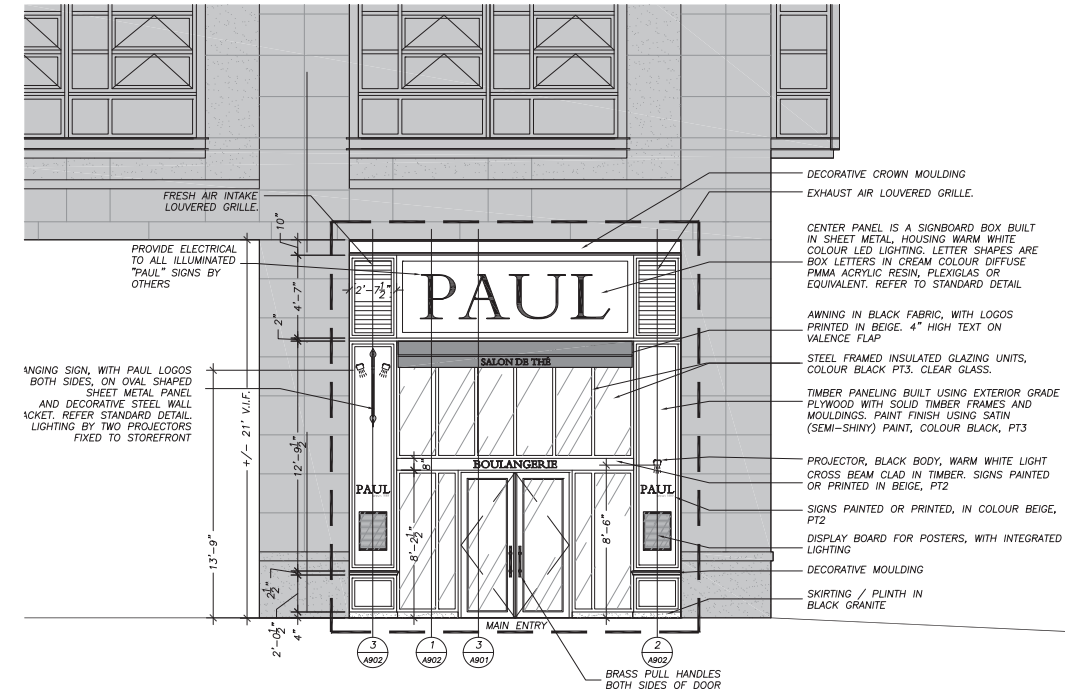 DECORATIVE CROWN MOULDING
EXHAUST AIR LOUVERED GRILLE.
FRESH AIR INTAKE
LOUVERED GRILLE.
CENTER PANEL IS A SIGNBOARD BOX BUILT
IN SHEET METAL, HOUSING WARM WHITE
COLOUR LED LIGHTING. LETTER SHAPES ARE
BOX LETTERS IN CREAM COLOUR DIFFUSE
PMMA ACRYLIC RESIN, PLEXIGLAS OR
EQUIVALENT. REFER TO STANDARD DETAIL
PROVIDE ELECTRICAL
TO ALL ILLUMINATED
"PAUL" SIGNS BY
OTHERS
10"
4'-7"
2"
2'-7½"
PAUL
AWNING IN BLACK FABRIC, WITH LOGOS
PRINTED IN BEIGE. 4" HIGH TEXT ON
VALENCE FLAP
SALON DE THÉ
STEEL FRAMED INSULATED GLAZING UNITS,
COLOUR BLACK PT3. CLEAR GLASS.
ANGING SIGN, WITH PAUL LOGOS
BOTH SIDES, ON OVAL SHAPED
SHEET METAL PANEL
AND DECORATIVE STEEL WALL
ACKET. REFER STANDARD DETAIL.
LIGHTING BY TWO PROJECTORS
FIXED TO STOREFRONT
TIMBER PANELING BUILT USING EXTERIOR GRADE
PLYWOOD WITH SOLID TIMBER FRAMES AND
MOULDINGS. PAINT FINISH USING SATIN
(SEMI-SHINY) PAINT, COLOUR BLACK, PT3
+/- 21' V.I.F.
12'-9½"
13'-9"
8"
BOULANGERIE
PROJECTOR, BLACK BODY, WARM WHITE LIGHT
CROSS BEAM CLAD IN TIMBER. SIGNS PAINTED
OR PRINTED IN BEIGE, PT2
PAUL
PAUL
SIGNS PAINTED OR PRINTED, IN COLOUR BEIGE,
PT2
8'-2½"
8'-6"
DISPLAY BOARD FOR POSTERS, WITH INTEGRATED
LIGHTING
DECORATIVE MOULDING
2½"
2'-0½"
4"
SKIRTING / PLINTH IN
BLACK GRANITE
MAIN ENTRY
3
A902
1
A902
3
A901
2
A902
BRASS PULL HANDLES
BOTH SIDES OF DOOR